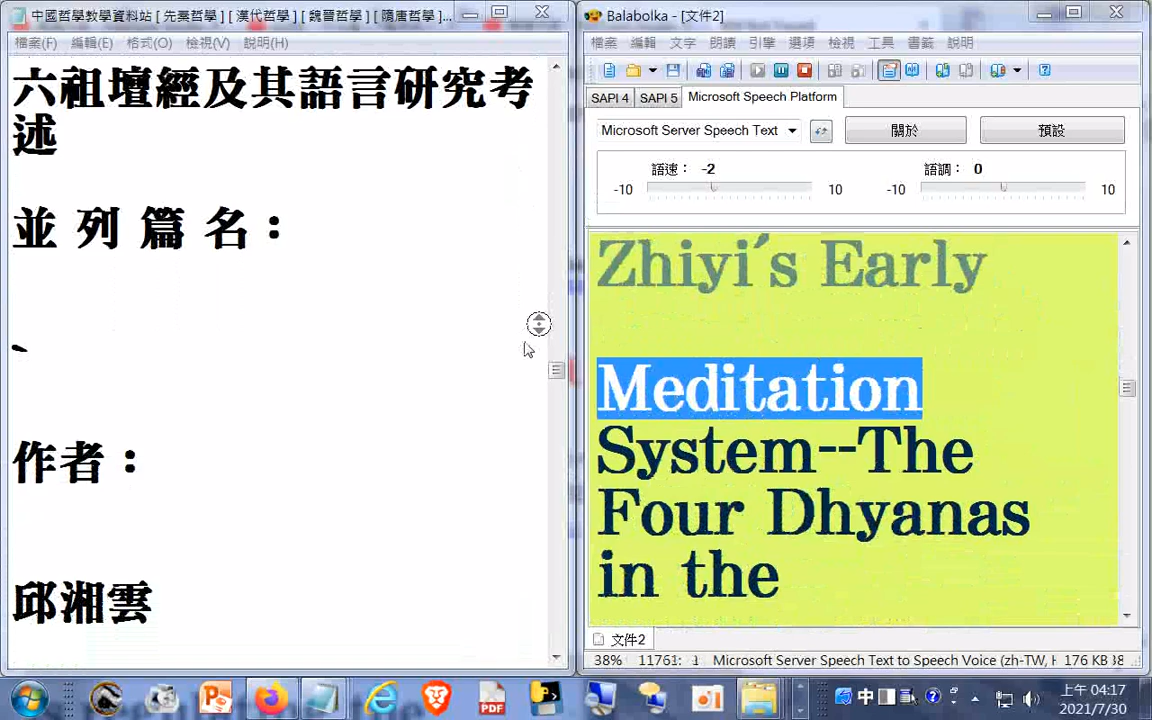 中國哲學教學資料站 [ 先秦哲學 ] [ 漢代哲學 ] [ 魏晉哲學 ] [ 隋唐哲學 ]...
檔案(F) 編輯(E) 格式(O) 檢視(V) 說明(H)
六祖壇經及其語言研究考
述
並 列 篇 名：
、
作者：
邱湘雲
Balabolka - [文件2]
檔案 編輯 文字 朗讀 引擎 選項 檢視 工具 書籤 說明
SAPI 4 SAPI 5 Microsoft Speech Platform
Microsoft Server Speech Text 關於 預設
語速： -2 語調： 0
-10 10 -10 10
Zhiyi's Early
Meditation
System--The
Four Dhyanas
in the
文件2
38% 11761: 1 Microsoft Server Speech Text to Speech Voice (zh-TW, H 176 KB
中
上午 04:17
2021/7/30